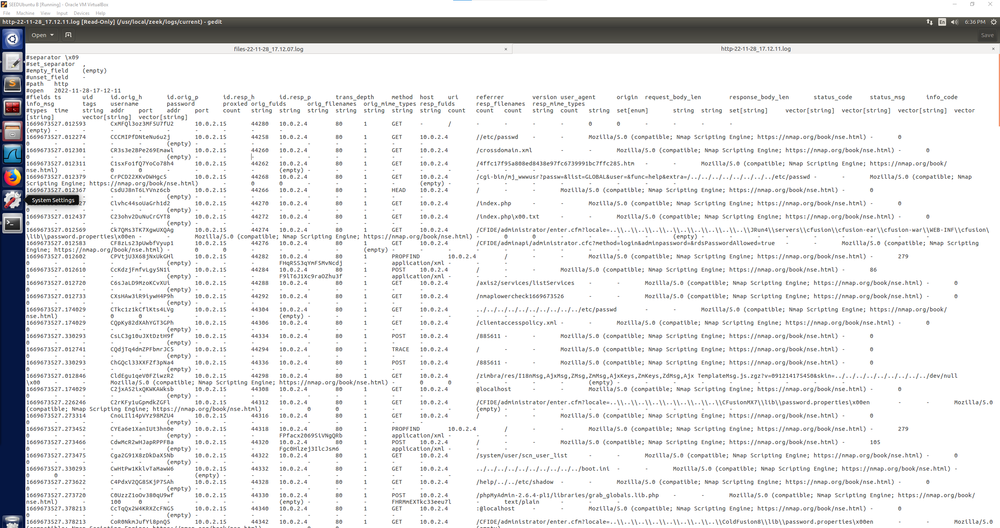 SEEDUbuntu B [Running] - Oracle VM VirtualBox
File Machine View Input Devices Help
http-22-11-28_17.12.11.log [Read-Only] (/usr/local/zeek/logs/current) - gedit En 6:36 PM
Open Save
files-22-11-28_17.12.07.log × http-22-11-28_17.12.11.log ×
#separator \x09
#set_separator ,
#empty_field (empty)
#unset_field -
#path http
#open 2022-11-28-17-12-11
#fields ts uid id.orig_h id.orig_p id.resp_h id.resp_p trans_depth method host uri referrer version user_agent origin request_body_len response_body_len status_code status_msg info_code
info_msg tags username password proxied orig_fuids orig_filenames orig_mime_types resp_fuids resp_filenames resp_mime_types
#types time string addr port addr port count string string string string string string string count count count string count string set[enum] string string set[string] vector[string] vector[string] vector[string] vector
[string] vector[string] vector[string]
1669673527.012593 CxMFQl3oz3MF5U7fU2 10.0.2.15 44280 10.0.2.4 80 1 GET - / - - - - 0 0 - - - -
(empty) - - - - - - - - -
1669673527.012274 CCCMIPfDNteNu6u2j 10.0.2.15 44258 10.0.2.4 80 1 GET 10.0.2.4 //etc/passwd - - Mozilla/5.0 (compatible; Nmap Scripting Engine; https://nmap.org/book/nse.html) - 0
0 - - - - (empty) - - - - - - - - -
1669673527.012301 CR3s3e2BPe269Emawl 10.0.2.15 44260 10.0.2.4 80 1 GET 10.0.2.4 /crossdomain.xml - - Mozilla/5.0 (compatible; Nmap Scripting Engine; https://nmap.org/book/nse.html) - 0
0 - - - - (empty) - - - - - - - - -
1669673527.012311 C1sxFo1fQ7YoCo78h4 10.0.2.15 44262 10.0.2.4 80 1 GET 10.0.2.4 /4ffc17f95a808ed8438e97fc6739991bc7ffc285.htm - - Mozilla/5.0 (compatible; Nmap Scripting Engine; https://nmap.org/book/
nse.html) - 0 0 - - - - (empty) - - - - - - - - -
1669673527.012379 CrPCD22XKvDWHgc5 10.0.2.15 44268 10.0.2.4 80 1 GET 10.0.2.4 /cgi-bin/mj_wwwusr?passw=&list=GLOBAL&user=&func=help&extra=/../../../../../../../../etc/passwd - - Mozilla/5.0 (compatible; Nmap
Scripting Engine; https://nmap.org/book/nse.html) - 0 0 - - - - (empty) - - - - - - - - -
1669673527.012367 CsdUJ8nT6LYVnz6cb 10.0.2.15 44266 10.0.2.4 80 1 HEAD 10.0.2.4 / - - Mozilla/5.0 (compatible; Nmap Scripting Engine; https://nmap.org/book/nse.html) - 0
- - - - (empty) - - - - - - - - -
System Settings
27 Clvhc44soUaGrh1d2 10.0.2.15 44270 10.0.2.4 80 1 GET 10.0.2.4 /index.php - - Mozilla/5.0 (compatible; Nmap Scripting Engine; https://nmap.org/book/nse.html) - 0
0 - - - - (empty) - - - - - - - - -
1669673527.012437 C23ohv2DuNuCrGYT8 10.0.2.15 44272 10.0.2.4 80 1 GET 10.0.2.4 /index.php\x00.txt - - Mozilla/5.0 (compatible; Nmap Scripting Engine; https://nmap.org/book/nse.html) - 0
0 - - - - (empty) - - - - - - - - -
1669673527.012569 Ck7QMs3TK7XgwUXQAg 10.0.2.15 44274 10.0.2.4 80 1 GET 10.0.2.4 /CFIDE/administrator/enter.cfm?locale=..\\..\\..\\..\\..\\..\\..\\..\\..\\..\\JRun4\\servers\\cfusion\\cfusion-ear\\cfusion-war\\WEB-INF\\cfusion\
\lib\\password.properties\x00en - - Mozilla/5.0 (compatible; Nmap Scripting Engine; https://nmap.org/book/nse.html) - 0 0 - - - - (empty) - - - - - - - - -
1669673527.012583 CF8zLs23pUwbfVyup1 10.0.2.15 44276 10.0.2.4 80 1 GET 10.0.2.4 /CFIDE/adminapi/administrator.cfc?method=login&adminpassword=&rdsPasswordAllowed=true - - Mozilla/5.0 (compatible; Nmap Scripting
Engine; https://nmap.org/book/nse.html) - 0 0 - - - - (empty) - - - - - - - - -
1669673527.012602 CPVtjU3X68jNxUkGHl 10.0.2.15 44282 10.0.2.4 80 1 PROPFIND 10.0.2.4 / - - Mozilla/5.0 (compatible; Nmap Scripting Engine; https://nmap.org/book/nse.html) - 279
0 - - - - (empty) - - - FHqRSS3qYmF5MvNcdj - application/xml - - -
1669673527.012610 CcKdzjFmfvLgy5N1i 10.0.2.15 44284 10.0.2.4 80 1 POST 10.0.2.4 / - - Mozilla/5.0 (compatible; Nmap Scripting Engine; https://nmap.org/book/nse.html) - 86
0 - - - - (empty) - - - F9lT6J1Xc9raOZhu3f - application/xml - - -
1669673527.012720 C6sJaLD9MzoKCvXUi 10.0.2.15 44288 10.0.2.4 80 1 GET 10.0.2.4 /axis2/services/listServices - - Mozilla/5.0 (compatible; Nmap Scripting Engine; https://nmap.org/book/nse.html) - 0
0 - - - - (empty) - - - - - - - - -
1669673527.012733 CXsHAw3iR9iywH4P9h 10.0.2.15 44292 10.0.2.4 80 1 GET 10.0.2.4 /nmaplowercheck1669673526 - - Mozilla/5.0 (compatible; Nmap Scripting Engine; https://nmap.org/book/nse.html) - 0
0 - - - - (empty) - - - - - - - - -
1669673527.174029 CTkc1z1kCflKts4LVg 10.0.2.15 44304 10.0.2.4 80 1 GET 10.0.2.4 ../../../../../../../../../../etc/passwd - - Mozilla/5.0 (compatible; Nmap Scripting Engine; https://nmap.org/book/
nse.html) - 0 0 - - - - (empty) - - - - - - - - -
1669673527.174029 CQpKy82dXAhYGT3GPh 10.0.2.15 44306 10.0.2.4 80 1 GET 10.0.2.4 /clientaccesspolicy.xml - - Mozilla/5.0 (compatible; Nmap Scripting Engine; https://nmap.org/book/nse.html) - 0
0 - - - - (empty) - - - - - - - - -
1669673527.330293 CsLC3g10uJXtDztH9f 10.0.2.15 44334 10.0.2.4 80 1 POST 10.0.2.4 /885611 - - Mozilla/5.0 (compatible; Nmap Scripting Engine; https://nmap.org/book/nse.html) - 0
0 - - - - (empty) - - - - - - - - -
1669673527.012741 CQdjTq4dmZPFbmrJC5 10.0.2.15 44294 10.0.2.4 80 1 TRACE 10.0.2.4 / - - Mozilla/5.0 (compatible; Nmap Scripting Engine; https://nmap.org/book/nse.html) - 0
0 - - - - (empty) - - - - - - - - -
1669673527.330293 ChGQcl33XXFZf3pNa4 10.0.2.15 44336 10.0.2.4 80 1 POST 10.0.2.4 /885611 - - Mozilla/5.0 (compatible; Nmap Scripting Engine; https://nmap.org/book/nse.html) - 0
0 - - - - (empty) - - - - - - - - -
1669673527.012846 CldEgu1qeV0FZiwzR2 10.0.2.15 44298 10.0.2.4 80 1 GET 10.0.2.4 /zimbra/res/I18nMsg,AjxMsg,ZMsg,ZmMsg,AjxKeys,ZmKeys,ZdMsg,Ajx TemplateMsg.js.zgz?v=091214175450&skin=../../../../../../../../../dev/null
\x00 - - Mozilla/5.0 (compatible; Nmap Scripting Engine; https://nmap.org/book/nse.html) - 0 0 - - - - (empty) - - - - - - - - -
1669673527.174029 C2jxA52ixQKWKAWksb 10.0.2.15 44308 10.0.2.4 80 1 GET 10.0.2.4 @localhost - - Mozilla/5.0 (compatible; Nmap Scripting Engine; https://nmap.org/book/nse.html) - 0
0 - - - - (empty) - - - - - - - - -
1669673527.226246 C2rKFy1uGpmdkZGFl 10.0.2.15 44312 10.0.2.4 80 1 GET 10.0.2.4 /CFIDE/administrator/enter.cfm?locale=..\\..\\..\\..\\..\\..\\..\\..\\CFusionMX7\\lib\\password.properties\x00en - - Mozilla/5.0
(compatible; Nmap Scripting Engine; https://nmap.org/book/nse.html) - 0 0 - - - - (empty) - - - - - - - - -
1669673527.273314 CnoLIl14pVYz98MZU4 10.0.2.15 44316 10.0.2.4 80 1 GET 10.0.2.4 / - - Mozilla/5.0 (compatible; Nmap Scripting Engine; https://nmap.org/book/nse.html) - 0
0 - - - - (empty) - - - - - - - - -
1669673527.273452 CYEa6e1XanIUt3hn0e 10.0.2.15 44318 10.0.2.4 80 1 PROPFIND 10.0.2.4 / - - Mozilla/5.0 (compatible; Nmap Scripting Engine; https://nmap.org/book/nse.html) - 279
0 - - - - (empty) - - - FPfacx2069SiVNgQRb - application/xml - - -
1669673527.273466 CdwMcR2wHJapRPPFBa 10.0.2.15 44320 10.0.2.4 80 1 POST 10.0.2.4 / - - Mozilla/5.0 (compatible; Nmap Scripting Engine; https://nmap.org/book/nse.html) - 105
0 - - - - (empty) - - - Fgc0Hlzej3IlcJsm6 - application/xml - - -
1669673527.273475 Cga2G91X8zDkDaX5Nb 10.0.2.15 44322 10.0.2.4 80 1 GET 10.0.2.4 /system/user/scn_user_list - - Mozilla/5.0 (compatible; Nmap Scripting Engine; https://nmap.org/book/nse.html) - 0
0 - - - - (empty) - - - - - - - - -
1669673527.330293 CwHtPw1KklvTaMawW6 10.0.2.15 44332 10.0.2.4 80 1 GET 10.0.2.4 ../../../../../../../../../../boot.ini - - Mozilla/5.0 (compatible; Nmap Scripting Engine; https://nmap.org/book/nse.html) -
0 0 - - - - (empty) - - - - - - - - -
1669673527.273622 C4PdxV2QG8SKjP7SAh 10.0.2.15 44328 10.0.2.4 80 1 GET 10.0.2.4 /help/../../etc/shadow - - Mozilla/5.0 (compatible; Nmap Scripting Engine; https://nmap.org/book/nse.html) - 0
0 - - - - (empty) - - - - - - - - -
1669673527.273720 C0UzzZ1oOv380qU9wf 10.0.2.15 44330 10.0.2.4 80 1 POST 10.0.2.4 /phpMyAdmin-2.6.4-pl1/libraries/grab_globals.lib.php - - Mozilla/5.0 (compatible; Nmap Scripting Engine; https://nmap.org/book/
nse.html) - 100 0 - - - - (empty) - - - FHRMmEXTkc33eeu7l - text/plain - - -
1669673527.378213 CcTqQx2W4KRXZcFNG5 10.0.2.15 44340 10.0.2.4 80 1 GET 10.0.2.4 :@localhost - - Mozilla/5.0 (compatible; Nmap Scripting Engine; https://nmap.org/book/nse.html) - 0
0 - - - - (empty) - - - - - - - - -
1669673527.378213 CoR0NkmJufYi8pnQ5 10.0.2.15 44342 10.0.2.4 80 1 GET 10.0.2.4 /CFIDE/administrator/enter.cfm?locale=..\\..\\..\\..\\..\\..\\..\\..\\ColdFusion8\\lib\\password.properties\x00en - - Mozilla/5.0
(compatible; Nmap Scripting Engine; https://nmap.org/book/nse.html) 0 0 (empty)